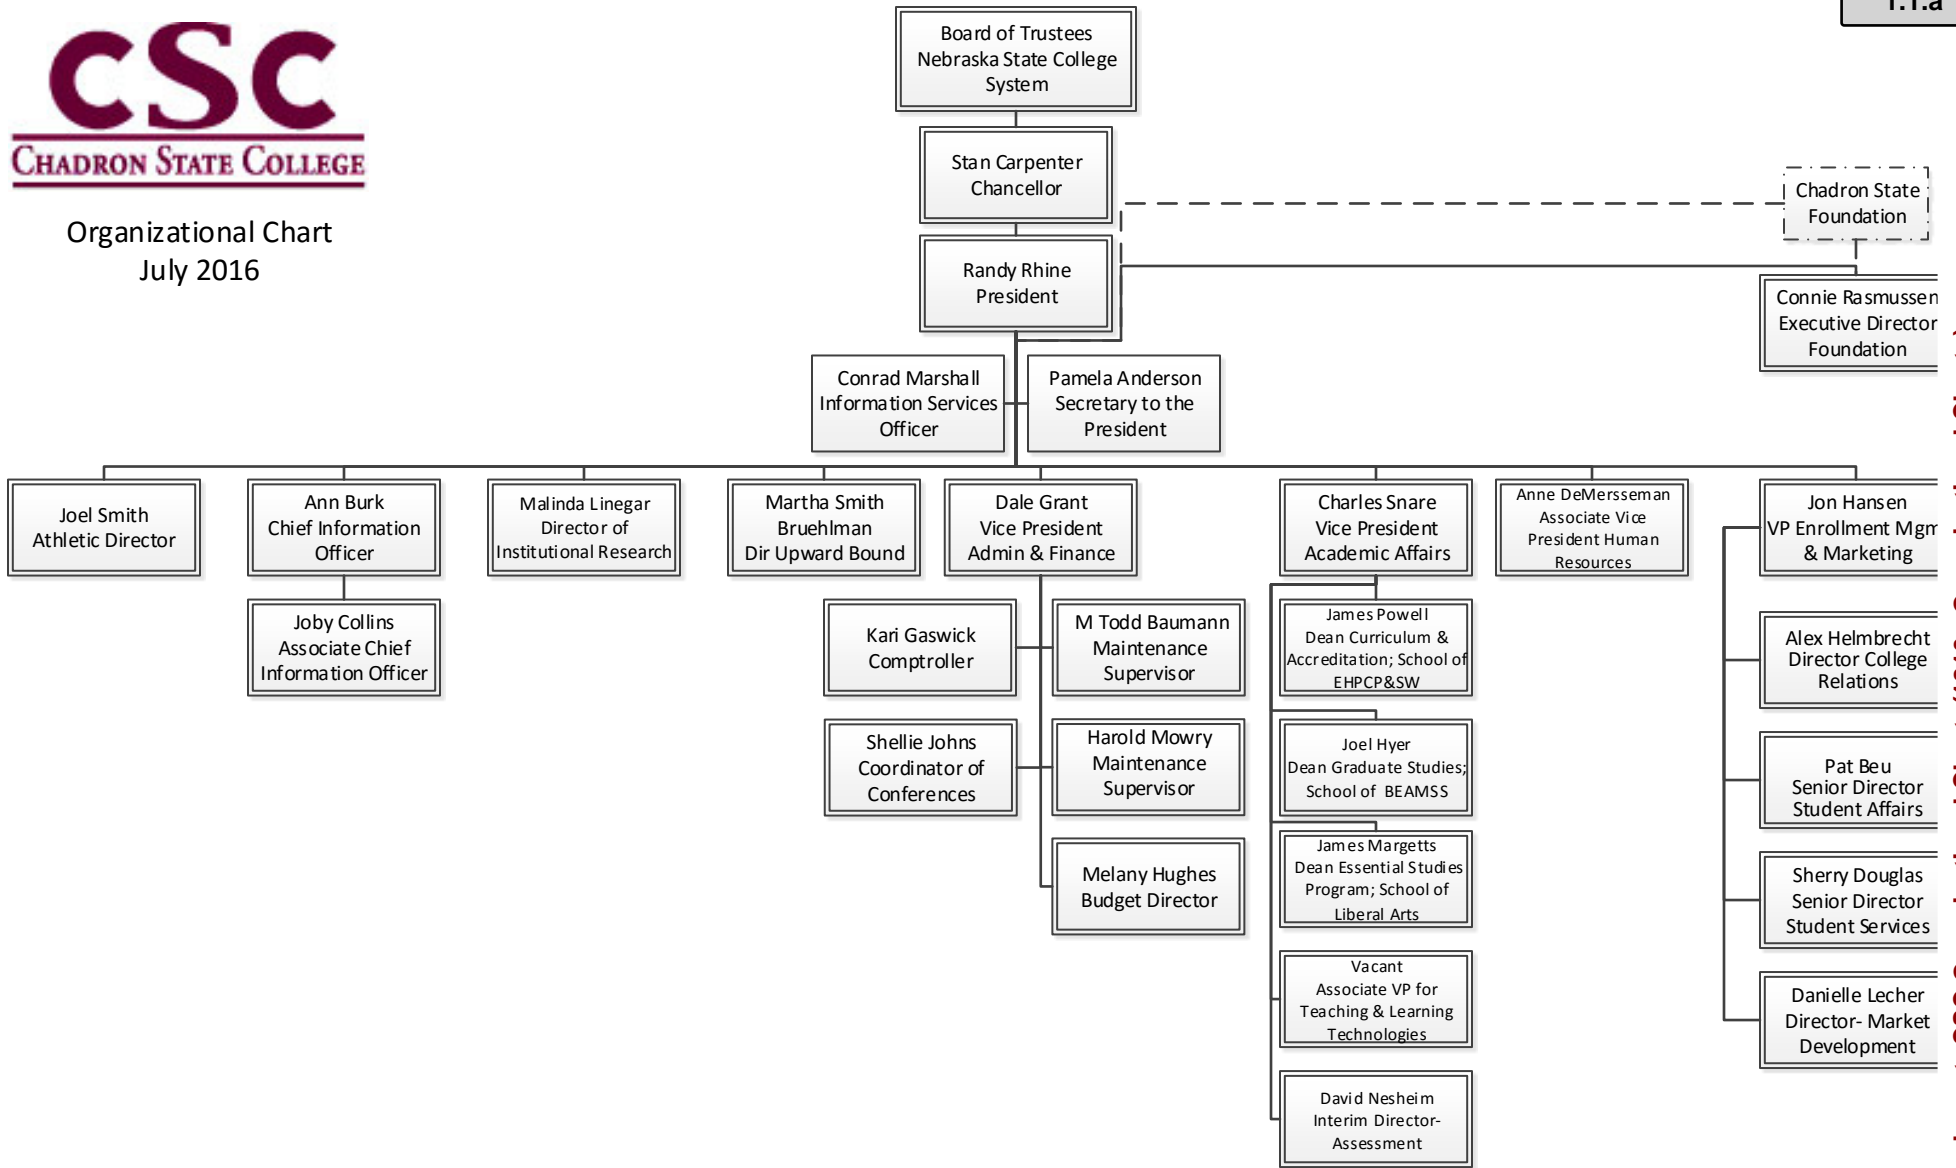 1.1.a
CSC
CHADRON STATE COLLEGE
Organizational Chart
July 2016
Board of Trustees
Nebraska State College
System
Stan Carpenter
Chancellor
Chadron State
Foundation
Randy Rhine
President
Connie Rasmussen
Executive Director
Foundation
Conrad Marshall
Information Services
Officer
Pamela Anderson
Secretary to the
President
Joel Smith
Athletic Director
Ann Burk
Chief Information
Officer
Malinda Linegar
Director of
Institutional Research
Martha Smith
Bruehlman
Dir Upward Bound
Dale Grant
Vice President
Admin & Finance
Charles Snare
Vice President
Academic Affairs
Anne DeMersseman
Associate Vice
President Human
Resources
Jon Hansen
VP Enrollment Mgm
& Marketing
Joby Collins
Associate Chief
Information Officer
Kari Gaswick
Comptroller
M Todd Baumann
Maintenance
Supervisor
Shellie Johns
Coordinator of
Conferences
Harold Mowry
Maintenance
Supervisor
Melany Hughes
Budget Director
James Powell
Dean Curriculum &
Accreditation; School of
EHPCP&SW
Joel Hyer
Dean Graduate Studies;
School of BEAMSS
James Margetts
Dean Essential Studies
Program; School of
Liberal Arts
Vacant
Associate VP for
Teaching & Learning
Technologies
David Nesheim
Interim Director-
Assessment
Alex Helmbrecht
Director College
Relations
Pat Beu
Senior Director
Student Affairs
Sherry Douglas
Senior Director
Student Services
Danielle Lecher
Director- Market
Development